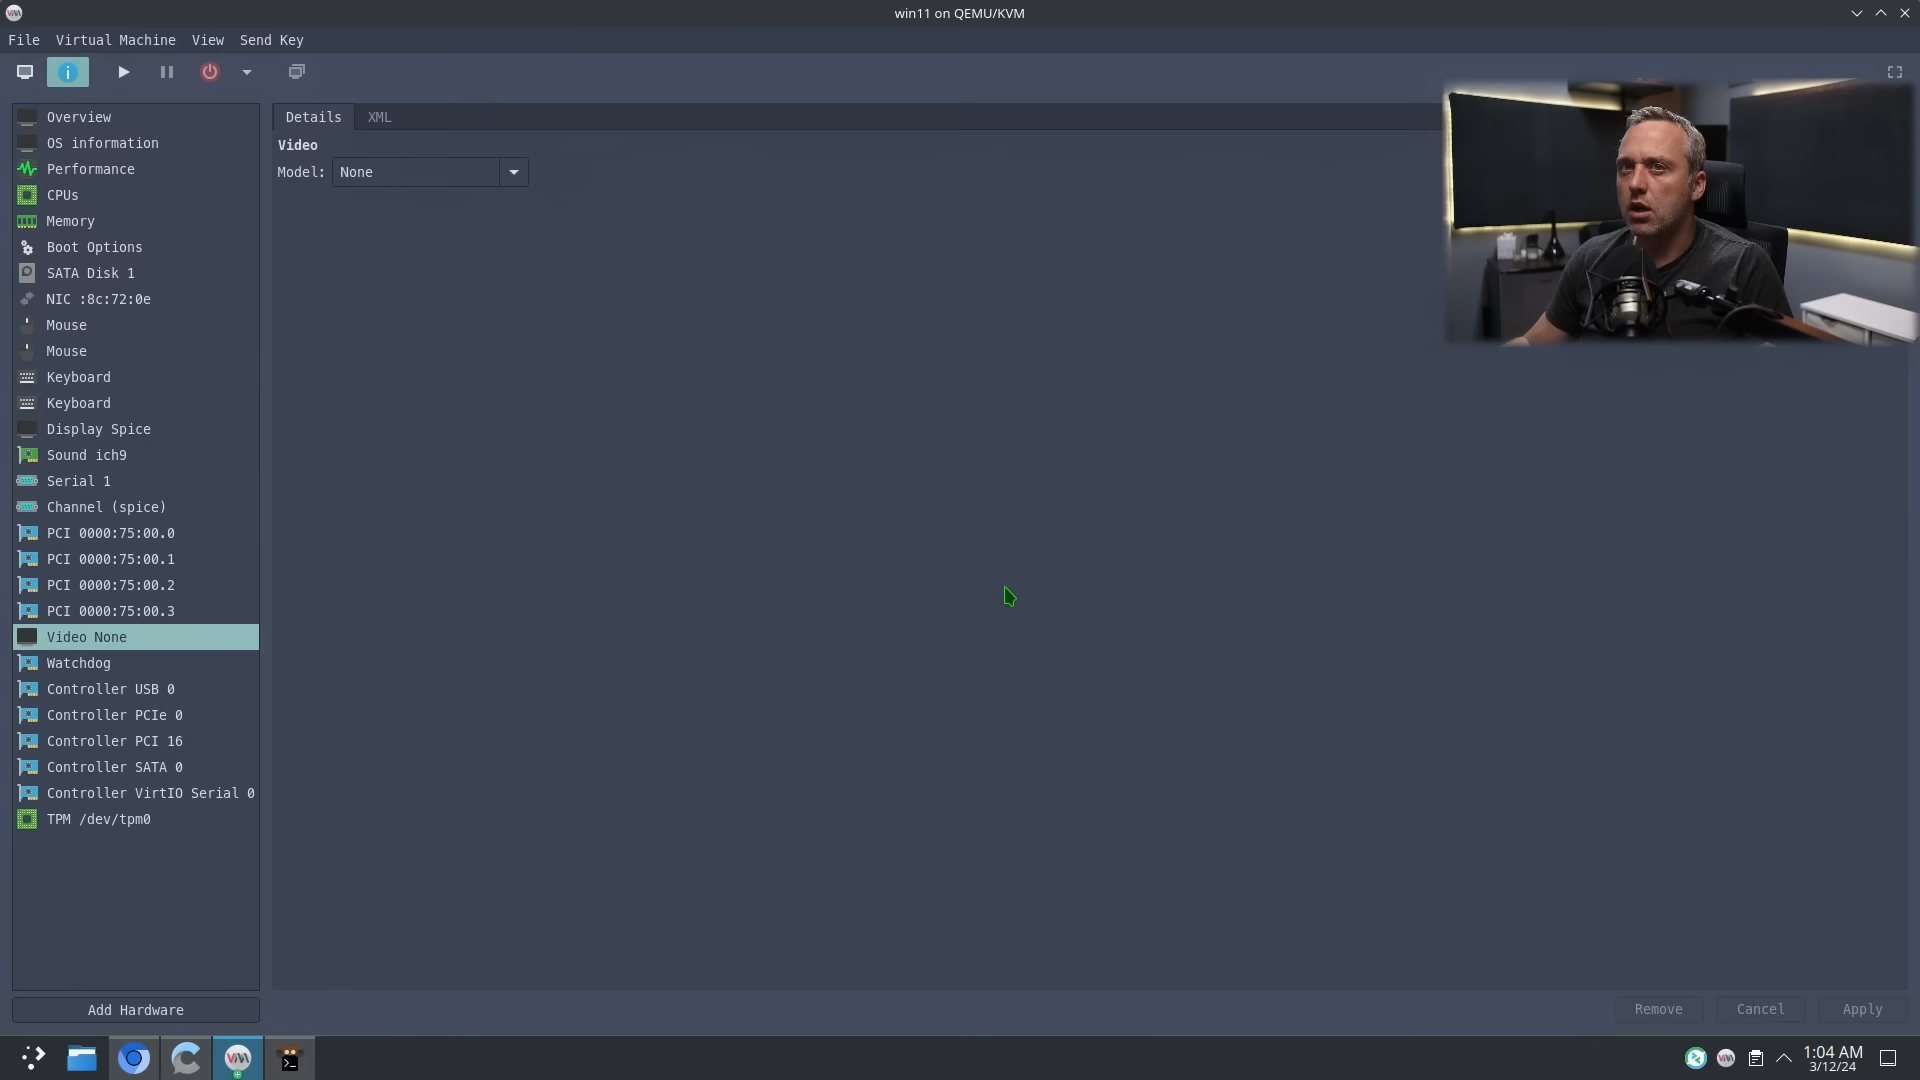 win11 on QEMU/KVM
File Virtual Machine View Send Key
Overview
OS information
Performance
CPUs
Memory
Boot Options
SATA Disk 1
NIC :8c:72:0e
Mouse
Mouse
Keyboard
Keyboard
Display Spice
Sound ich9
Serial 1
Channel (spice)
PCI 0000:75:00.0
PCI 0000:75:00.1
PCI 0000:75:00.2
PCI 0000:75:00.3
Video None
Watchdog
Controller USB 0
Controller PCIe 0
Controller PCI 16
Controller SATA 0
Controller VirtIO Serial 0
TPM /dev/tpm0
Add Hardware
Details XML
Video
Model: None
Remove Cancel Apply
1:04 AM
3/12/24